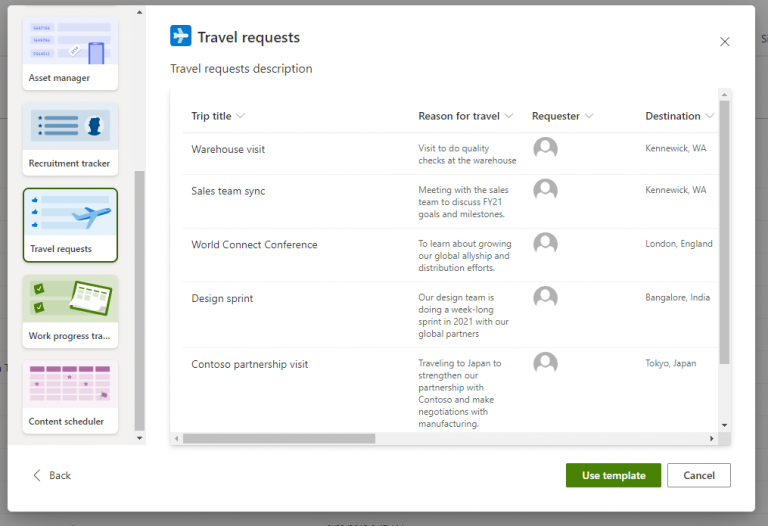 Asset manager
Recruitment tracker
Travel requests
Work progress tra...
Content scheduler
Travel requests
Travel requests description
Trip title
Reason for travel
Requester
Destination
Warehouse visit
Visit to do quality
checks at the warehouse
Kennewick, WA
Sales team sync
Meeting with the sales
team to discuss FY21
goals and milestones.
Kennewick, WA
World Connect Conference
To learn about growing
our global allyship and
distribution efforts.
London, England
Design sprint
Our design team is
doing a week-long
sprint in 2021 with our
global partners
Bangalore, India
Contoso partnership visit
Traveling to Japan to
strengthen our
partnership with
Contoso and make
negotiations with
manufacturing.
Tokyo, Japan
Back
Use template
Cancel